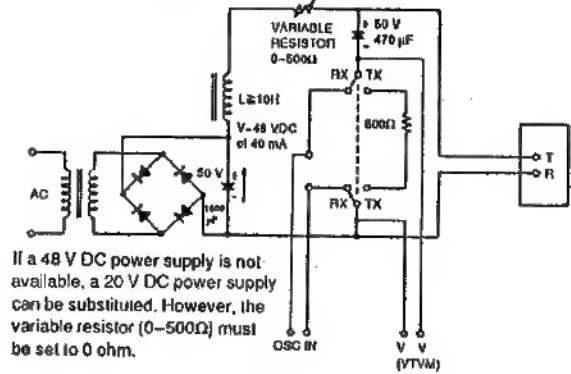 VARIABLE
RESISTOR
0–500Ω
50 V
470 µF
RX TX
L≧10H
600Ω
V–48 VDC
at 40 mA
T
R
50 V
AC
RX TX
If a 48 V DC power supply is not
available, a 20 V DC power supply
can be substituted. However, the
variable resistor (0–500Ω) must
be set to 0 ohm.
OSC IN
V V
(VTVM)